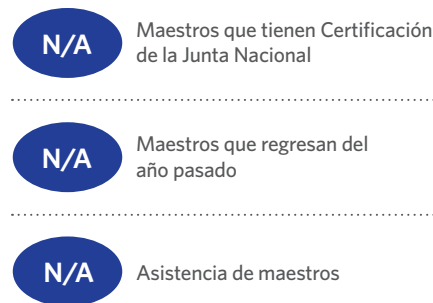 N/A
Maestros que tienen Certificación
de la Junta Nacional
N/A
Maestros que regresan del
año pasado
N/A
Asistencia de maestros